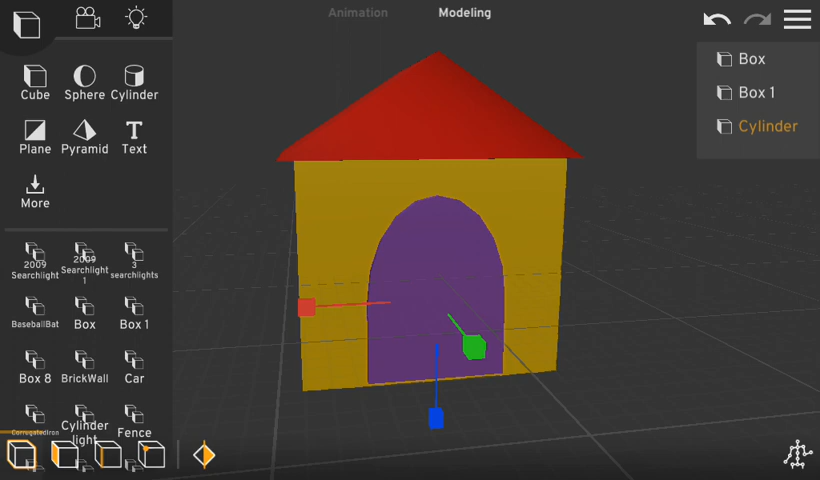 Animation
Modeling
Box
Box 1
Cylinder
Cube
Sphere
Cylinder
Plane
Pyramid
Text
More
2009
Searchlight
2009
Searchlight
1
3
searchlights
BaseballBat
Box
Box 1
Box 8
BrickWall
Car
CorrugatedIron
Cylinder
light
Fence